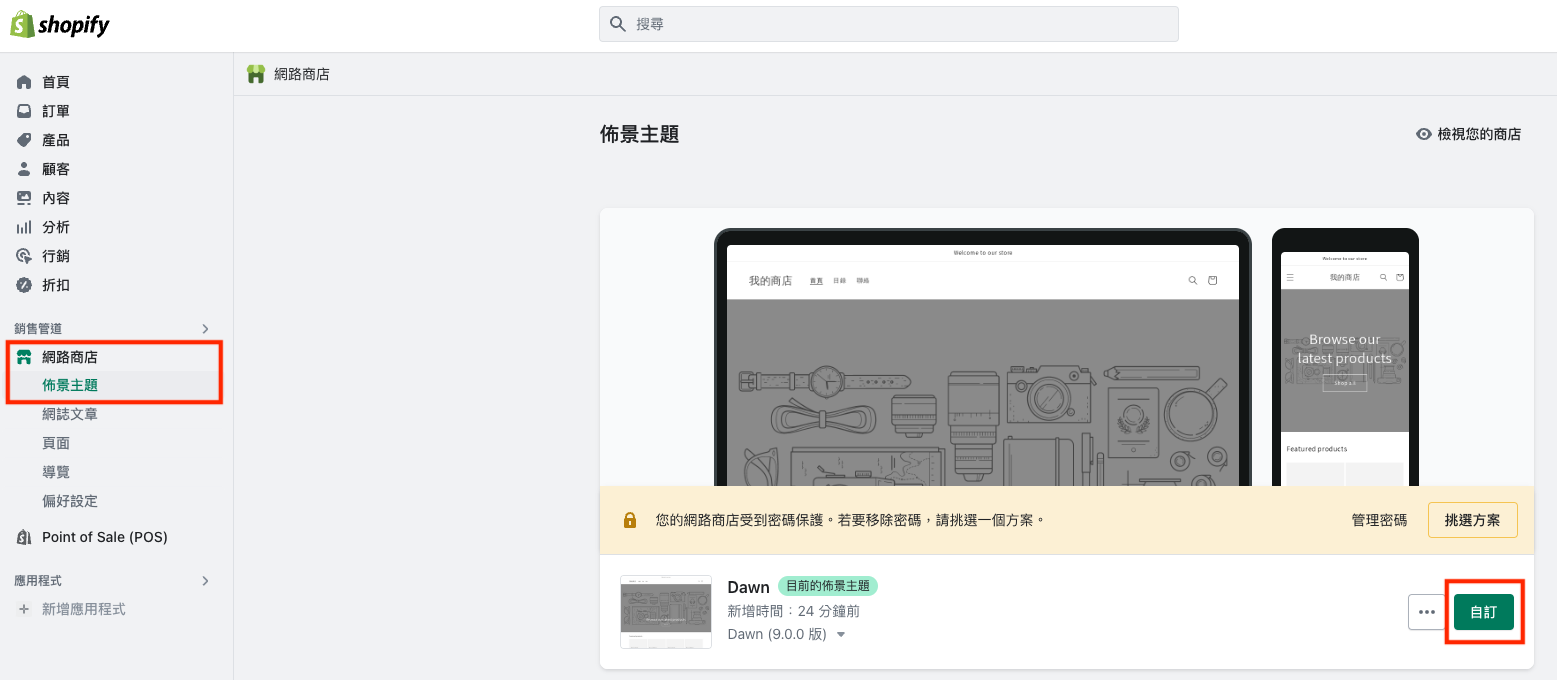 shopify
搜尋
首頁
訂單
產品
顧客
內容
分析
行銷
折扣
銷售管道
網路商店
佈景主題
網誌文章
頁面
導覽
偏好設定
Point of Sale (POS)
應用程式
新增應用程式
網路商店
佈景主題
檢視您的商店
Welcome to our store
我的商店 首頁 目錄 聯絡
Welcome to our store
我的商店
Browse our
latest products
Shop all
Featured products
您的網路商店受到密碼保護。若要移除密碼，請挑選一個方案。
管理密碼
挑選方案
Dawn 目前的佈景主題
新增時間：24 分鐘前
Dawn (9.0.0 版)
自訂